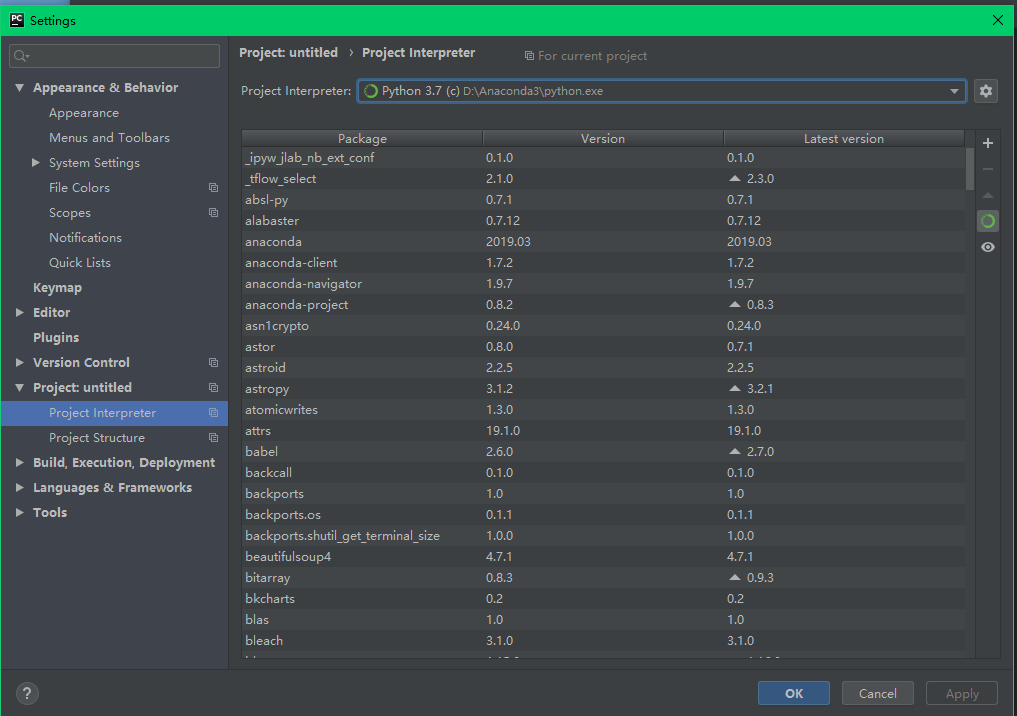 PC Settings
Project: untitled › Project Interpreter For current project
Project Interpreter: Python 3.7 (c) D:\Anaconda3\python.exe
Appearance & Behavior
Appearance
Menus and Toolbars
System Settings
File Colors
Scopes
Notifications
Quick Lists
Keymap
Editor
Plugins
Version Control
Project: untitled
Project Interpreter
Project Structure
Build, Execution, Deployment
Languages & Frameworks
Tools
Package Version Latest version
_ipyw_jlab_nb_ext_conf 0.1.0 0.1.0
_tflow_select 2.1.0 2.3.0
absl-py 0.7.1 0.7.1
alabaster 0.7.12 0.7.12
anaconda 2019.03 2019.03
anaconda-client 1.7.2 1.7.2
anaconda-navigator 1.9.7 1.9.7
anaconda-project 0.8.2 0.8.3
asn1crypto 0.24.0 0.24.0
astor 0.8.0 0.7.1
astroid 2.2.5 2.2.5
astropy 3.1.2 3.2.1
atomicwrites 1.3.0 1.3.0
attrs 19.1.0 19.1.0
babel 2.6.0 2.7.0
backcall 0.1.0 0.1.0
backports 1.0 1.0
backports.os 0.1.1 0.1.1
backports.shutil_get_terminal_size 1.0.0 1.0.0
beautifulsoup4 4.7.1 4.7.1
bitarray 0.8.3 0.9.3
bkcharts 0.2 0.2
blas 1.0 1.0
bleach 3.1.0 3.1.0
? OK Cancel Apply